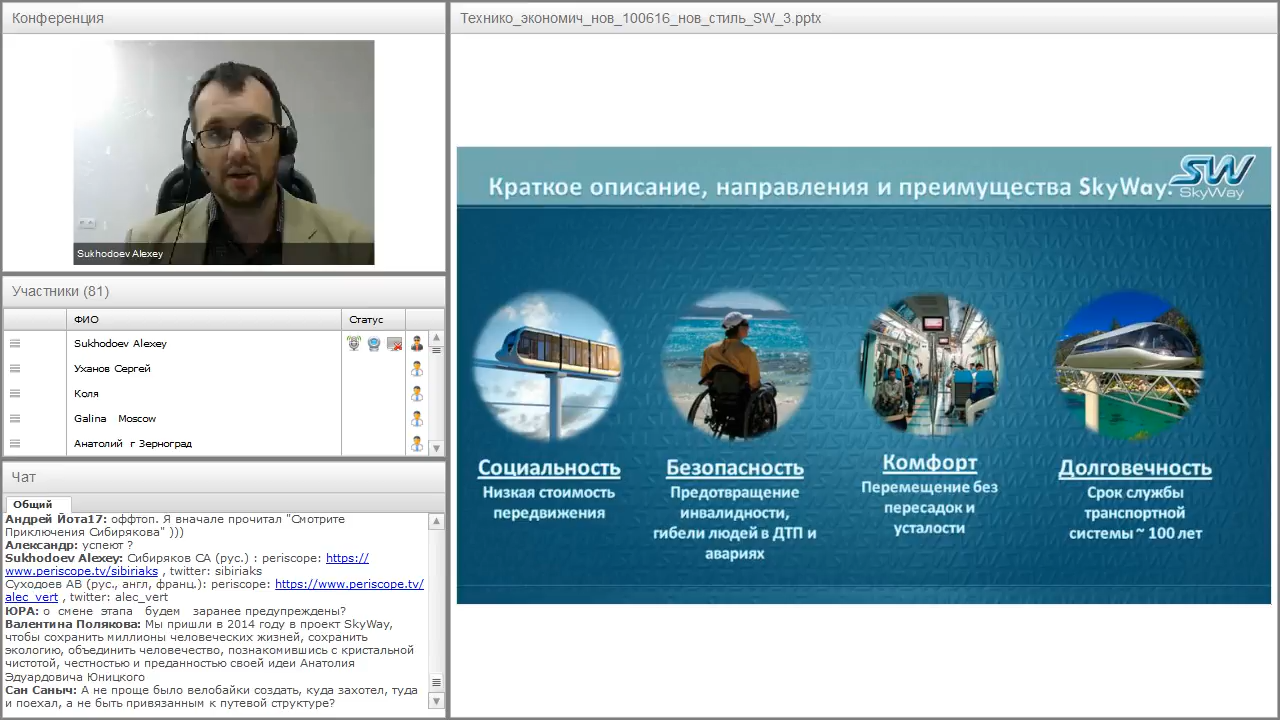 Конференция
Sukhodoev Alexey
Участники (81)
ФИО
Статус
Sukhodoev Alexey
Уханов Сергей
Коля
Galina Moscow
Анатолий г Зерноград
Чат
Общий
Андрей Йота17: оффтоп. Я вначале прочитал "Смотрите
Приключения Сибирякова" )))
Александр: успеют ?
Sukhodoev Alexey: Сибиряков СА (рус.) : periscope: https://
www.periscope.tv/sibiriaks , twitter: sibiriaks
Суходоев АВ (рус., англ, франц.): periscope: https://www.periscope.tv/
alec_vert , twitter: alec_vert
ЮРА: о смене этапа будем заранее предупреждены?
Валентина Полякова: Мы пришли в 2014 году в проект SkyWay,
чтобы сохранить миллионы человеческих жизней, сохранить
экологию, объединить человечество, познакомившись с кристальной
чистотой, честностью и преданностью своей идеи Анатолия
Эдуардовича Юницкого
Сан Саныч: А не проще было велобайки создать, куда захотел, туда
и поехал, а не быть привязанным к путевой структуре?
Технико_экономич_нов_100616_нов_стиль_SW_3.pptx
Краткое описание, направления и преимущества SkyWay.
SW
SkyWay
Социальность
Низкая стоимость
передвижения
Безопасность
Предотвращение
инвалидности,
гибели людей в ДТП и
авариях
Комфорт
Перемещение без
пересадок и
усталости
Долговечность
Срок службы
транспортной
системы ~ 100 лет